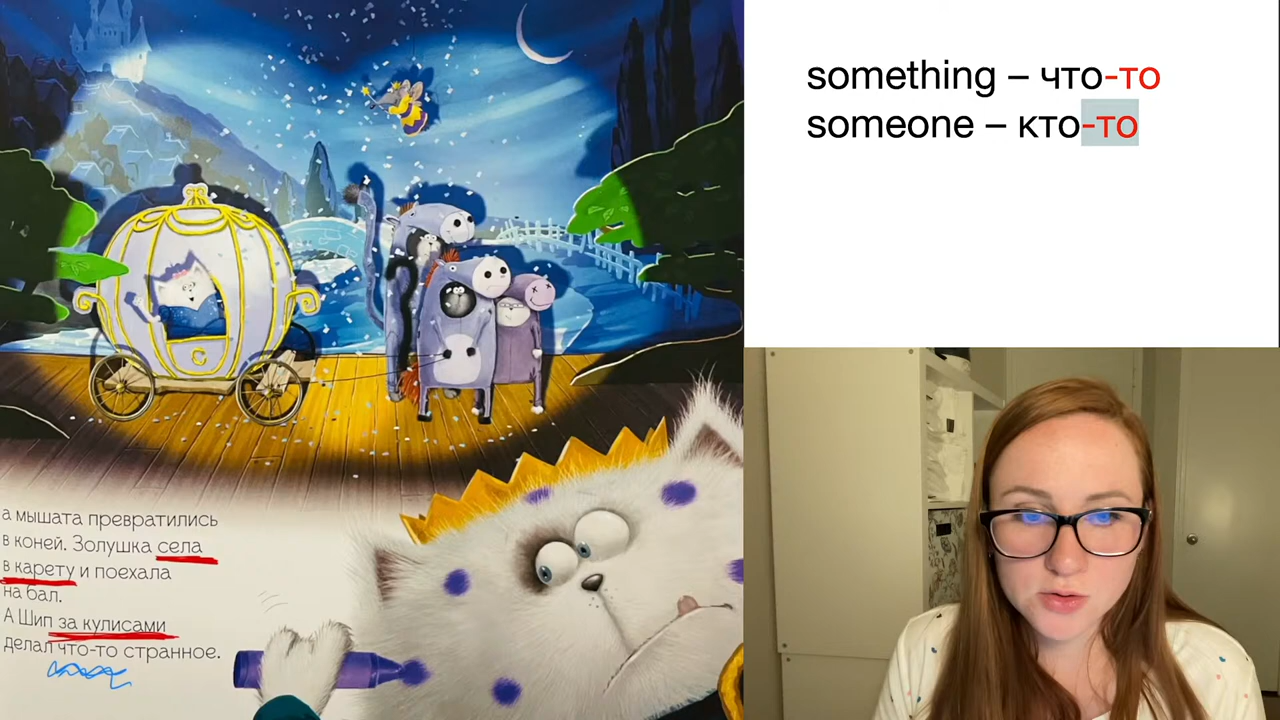 something – что-то
someone – кто-то
а мышата превратились
в коней. Золушка села
в карету и поехала
на бал.
А Шип за кулисами
делал что-то странное.
C